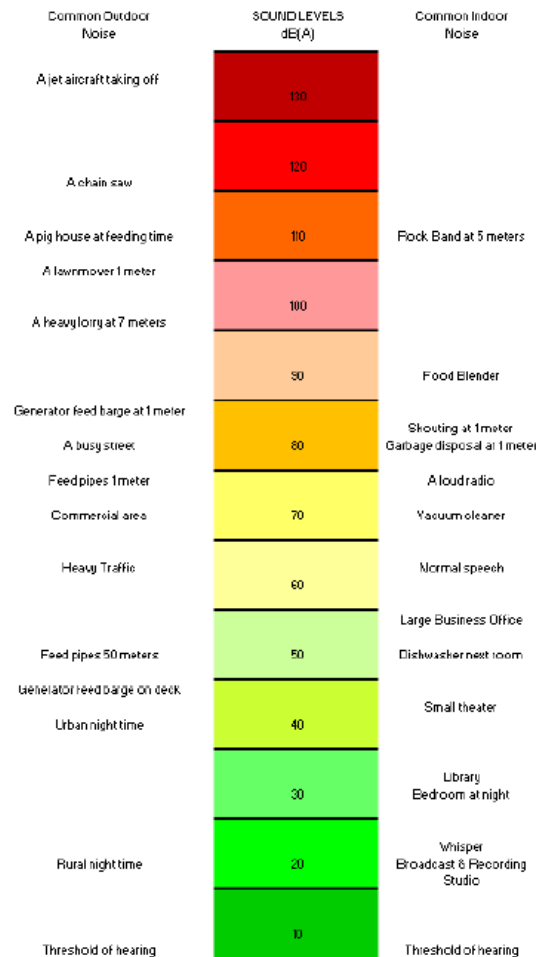 Common Outdoor Noise
SOUND LEVELS dB(A)
Common Indoor Noise
A jet aircraft taking off
130
120
A chain saw
A pig house at feeding time
110
Rock Band at 5 meters
A lawnmover 1 meter
100
A heavy lorry at 7 meters
90
Food Blender
Generator feed barge at 1 meter
Shouting at 1 meter
A busy street
80
Garbage disposal at 1 meter
Feed pipes 1 meter
A loud radio
Commercial area
70
Vacuum cleaner
Heavy Traffic
Normal speech
60
Large Business Office
Feed pipes 50 meters
50
Dishwasher next room
Generator feed barge on deck
Small theater
Urban night time
40
Library
30
Bedroom at night
Whisper
Rural night time
20
Broadcast & Recording
Studio
10
Threshold of hearing
Threshold of hearing